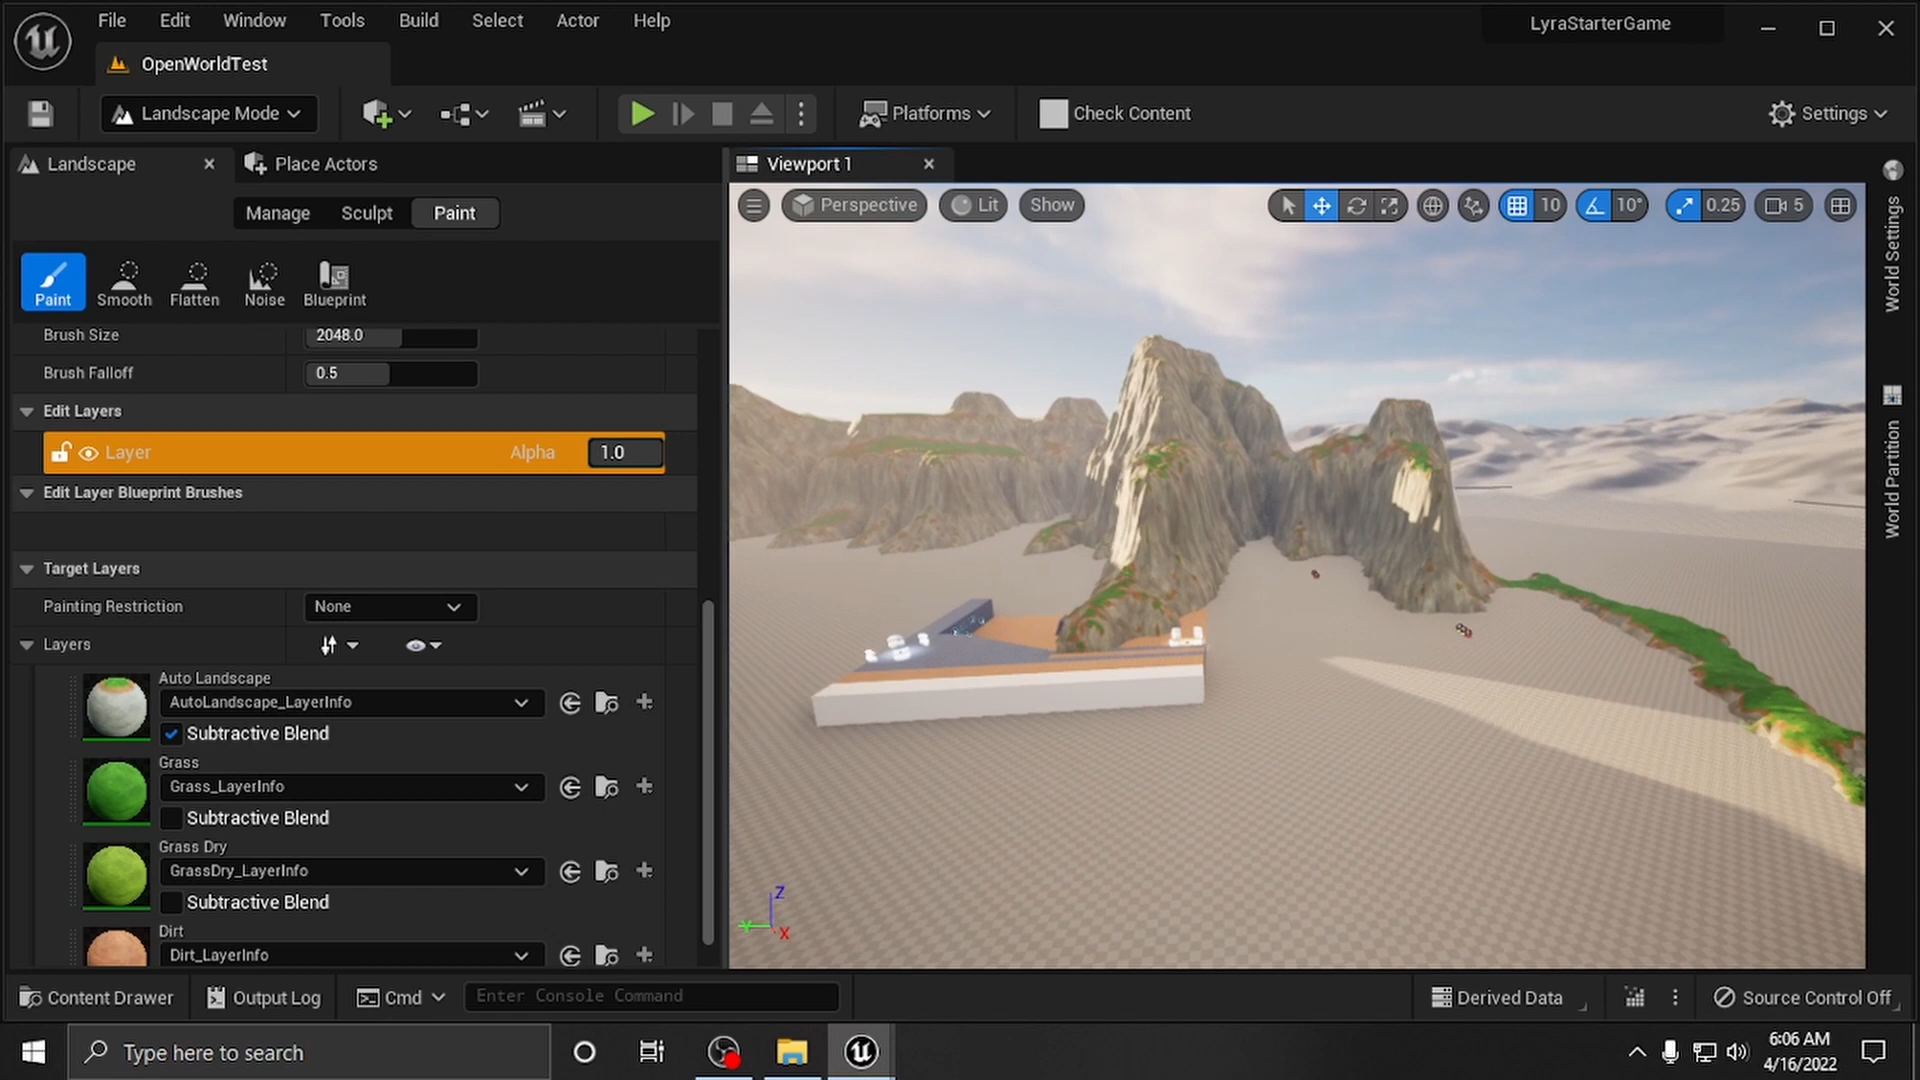 File Edit Window Tools Build Select Actor Help
LyraStarterGame
OpenWorldTest
Landscape Mode
Platforms
Check Content
Settings
Landscape
Place Actors
Viewport 1
Manage Sculpt Paint
Perspective Lit Show 10 10° 0.25 5
Paint Smooth Flatten Noise Blueprint
Brush Size 2048.0
Brush Falloff 0.5
Edit Layers
Layer Alpha 1.0
Edit Layer Blueprint Brushes
Target Layers
Painting Restriction None
Layers
Auto Landscape
AutoLandscape_LayerInfo
Subtractive Blend
Grass
Grass_LayerInfo
Subtractive Blend
Grass Dry
GrassDry_LayerInfo
Subtractive Blend
Dirt
Dirt_LayerInfo
Z
Y
X
World Settings
World Partition
Content Drawer Output Log Cmd Enter Console Command Derived Data Source Control Off
Type here to search
6:06 AM
4/16/2022